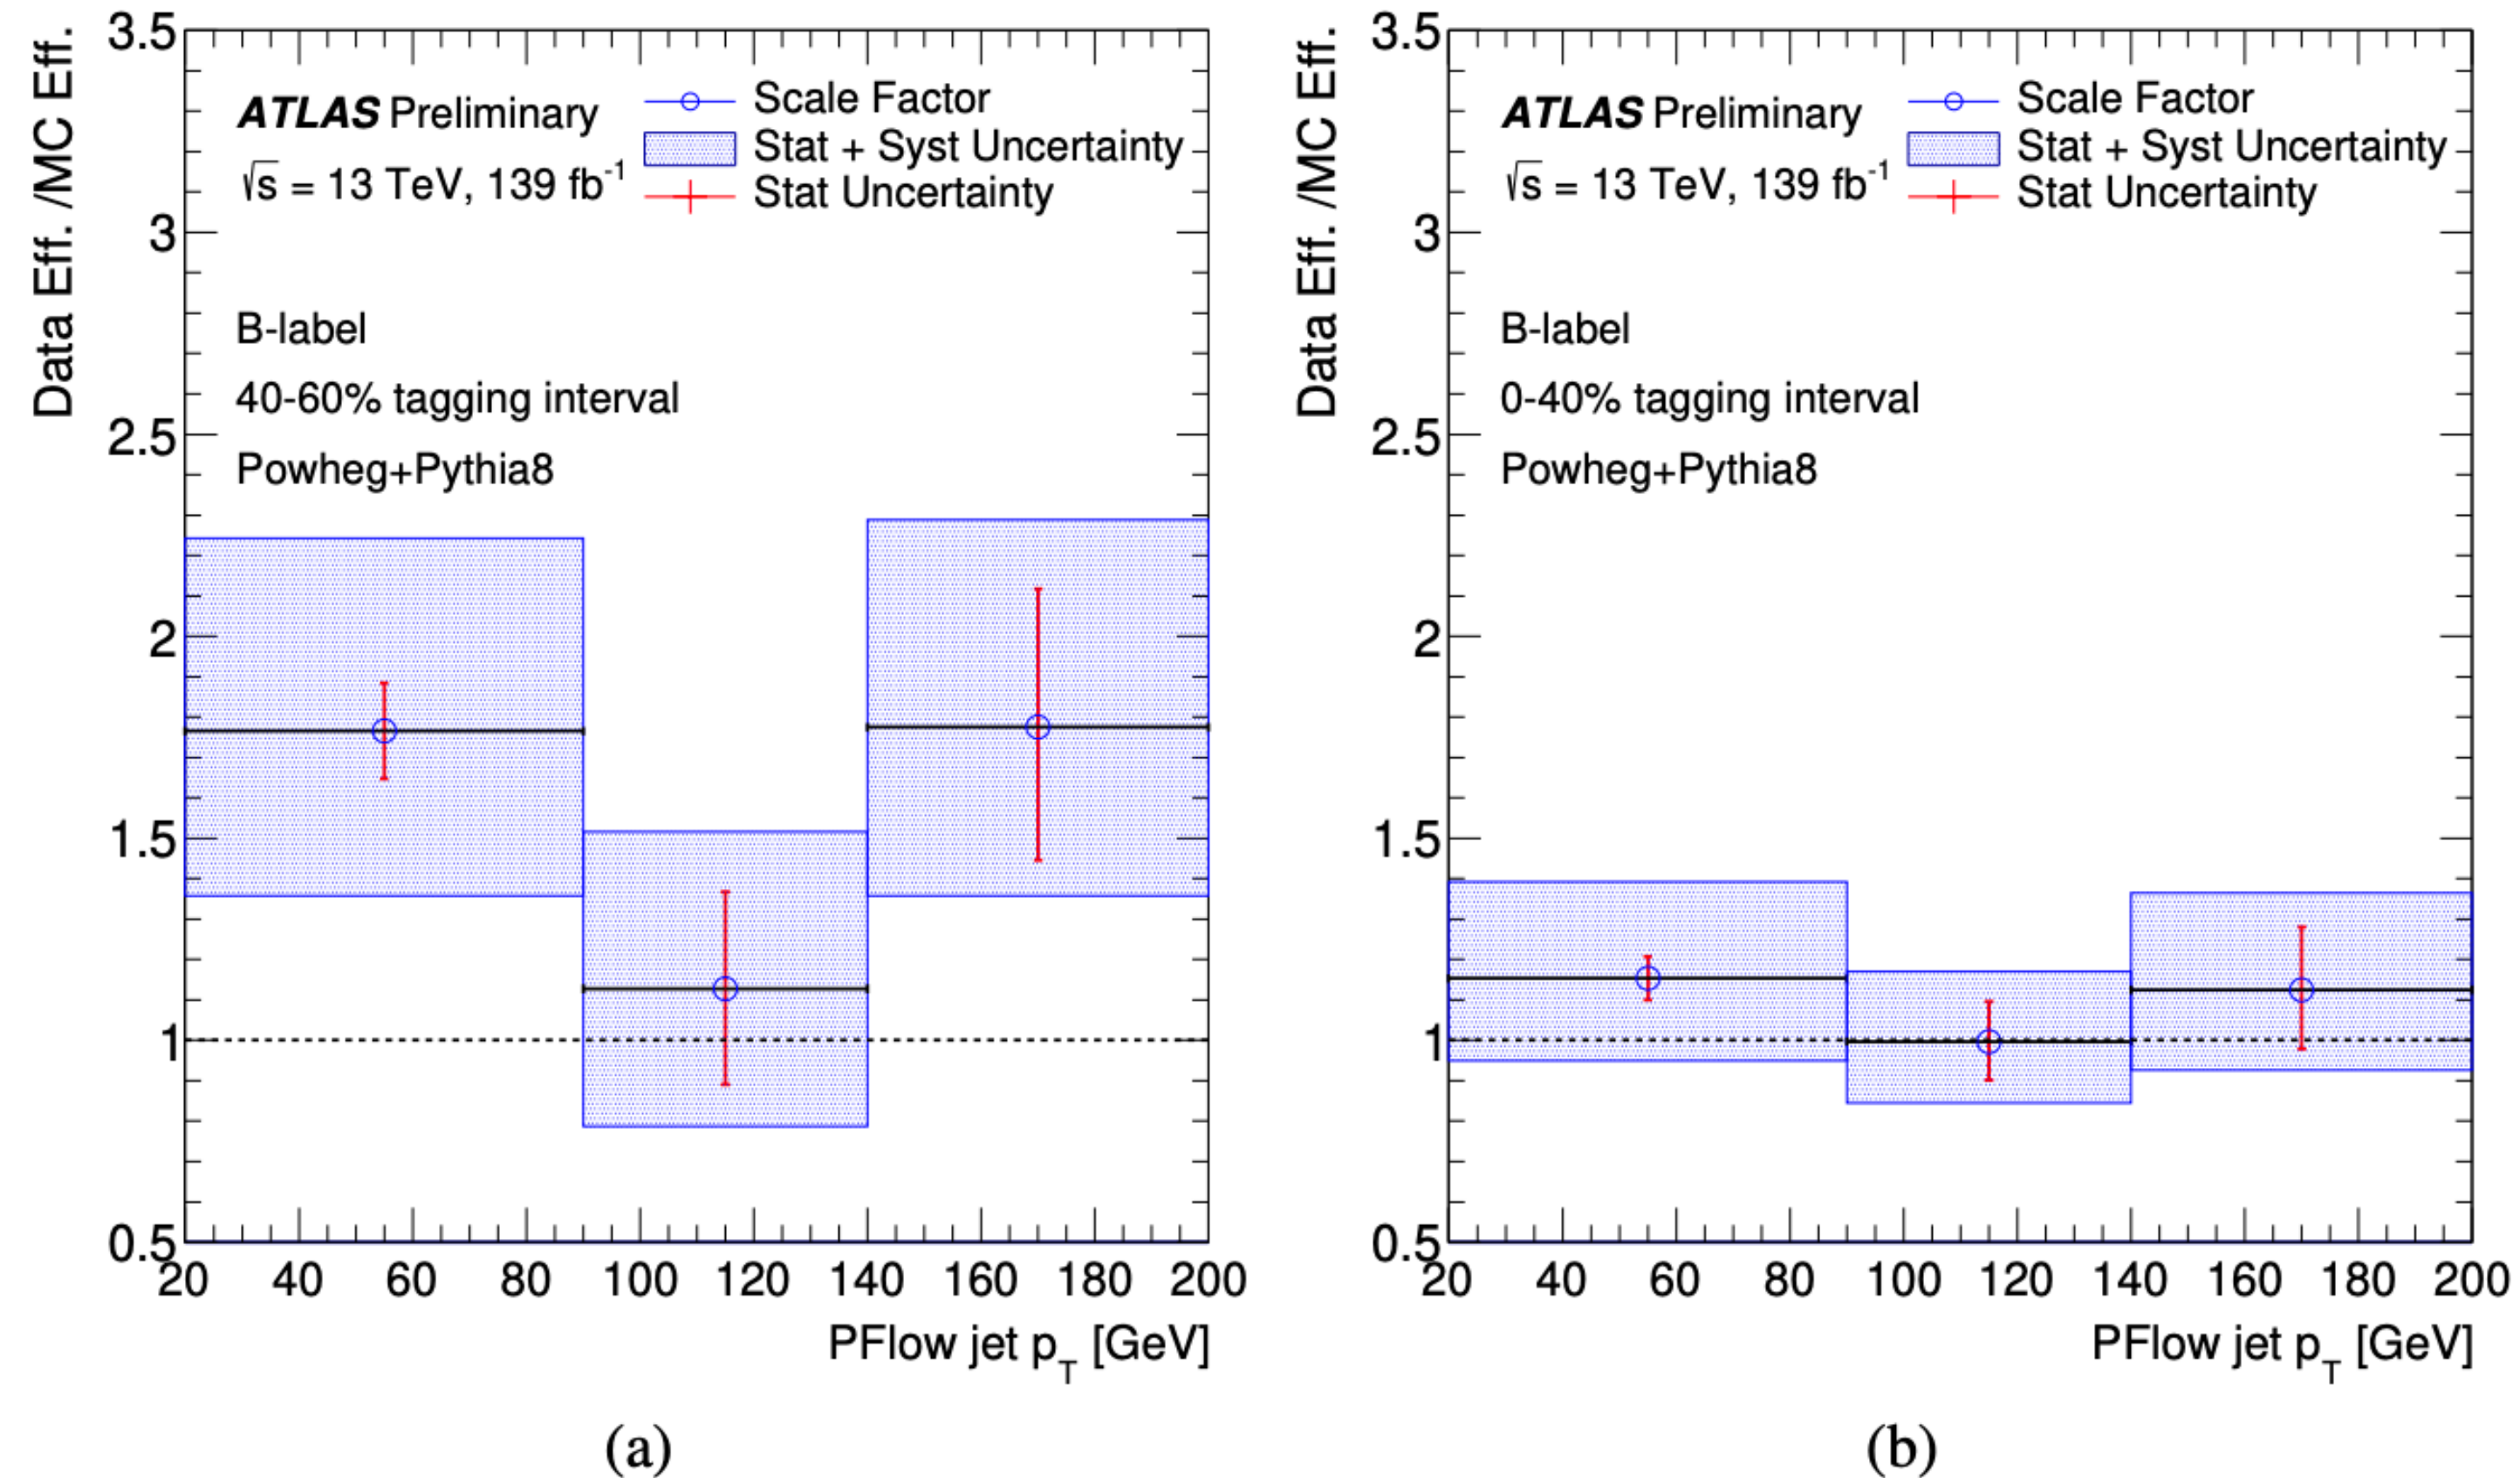 Data Eff. /MC Eff.
3.5
3
2.5
2
1.5
1
0.5
ATLAS Preliminary
√s = 13 TeV, 139 fb⁻¹
Scale Factor
Stat + Syst Uncertainty
Stat Uncertainty
B-label
40-60% tagging interval
Powheg+Pythia8
20 40 60 80 100 120 140 160 180 200
PFlow jet p_T [GeV]
(a)
Data Eff. /MC Eff.
3.5
3
2.5
2
1.5
1
0.5
ATLAS Preliminary
√s = 13 TeV, 139 fb⁻¹
Scale Factor
Stat + Syst Uncertainty
Stat Uncertainty
B-label
0-40% tagging interval
Powheg+Pythia8
20 40 60 80 100 120 140 160 180 200
PFlow jet p_T [GeV]
(b)